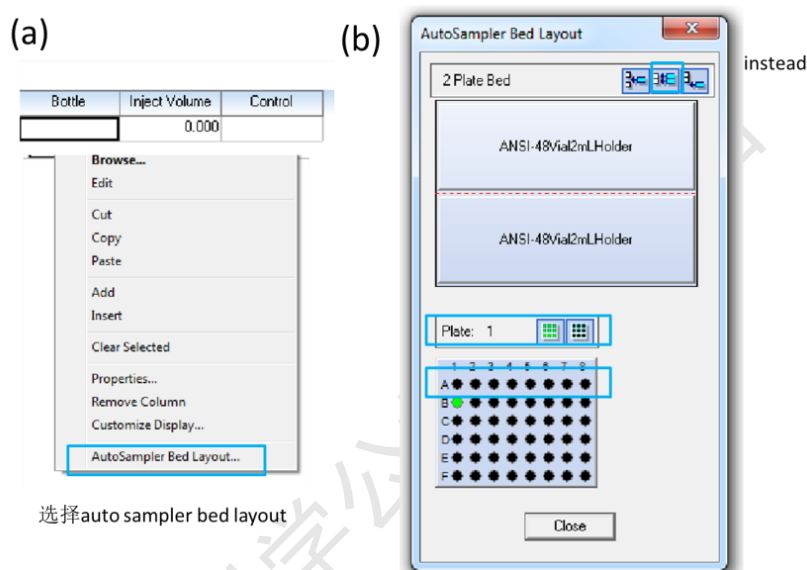 (a)
Bottle Inject Volume Control
0.000
Browse...
Edit
Cut
Copy
Paste
Add
Insert
Clear Selected
Properties...
Remove Column
Customize Display...
AutoSampler Bed Layout...
选择auto sampler bed layout
(b)
AutoSampler Bed Layout
instead
2 Plate Bed
ANSI-48Vial2mLHolder
ANSI-48Vial2mLHolder
Plate: 1
1 2 3 4 5 6 7 8
A
B
C
D
E
F
Close